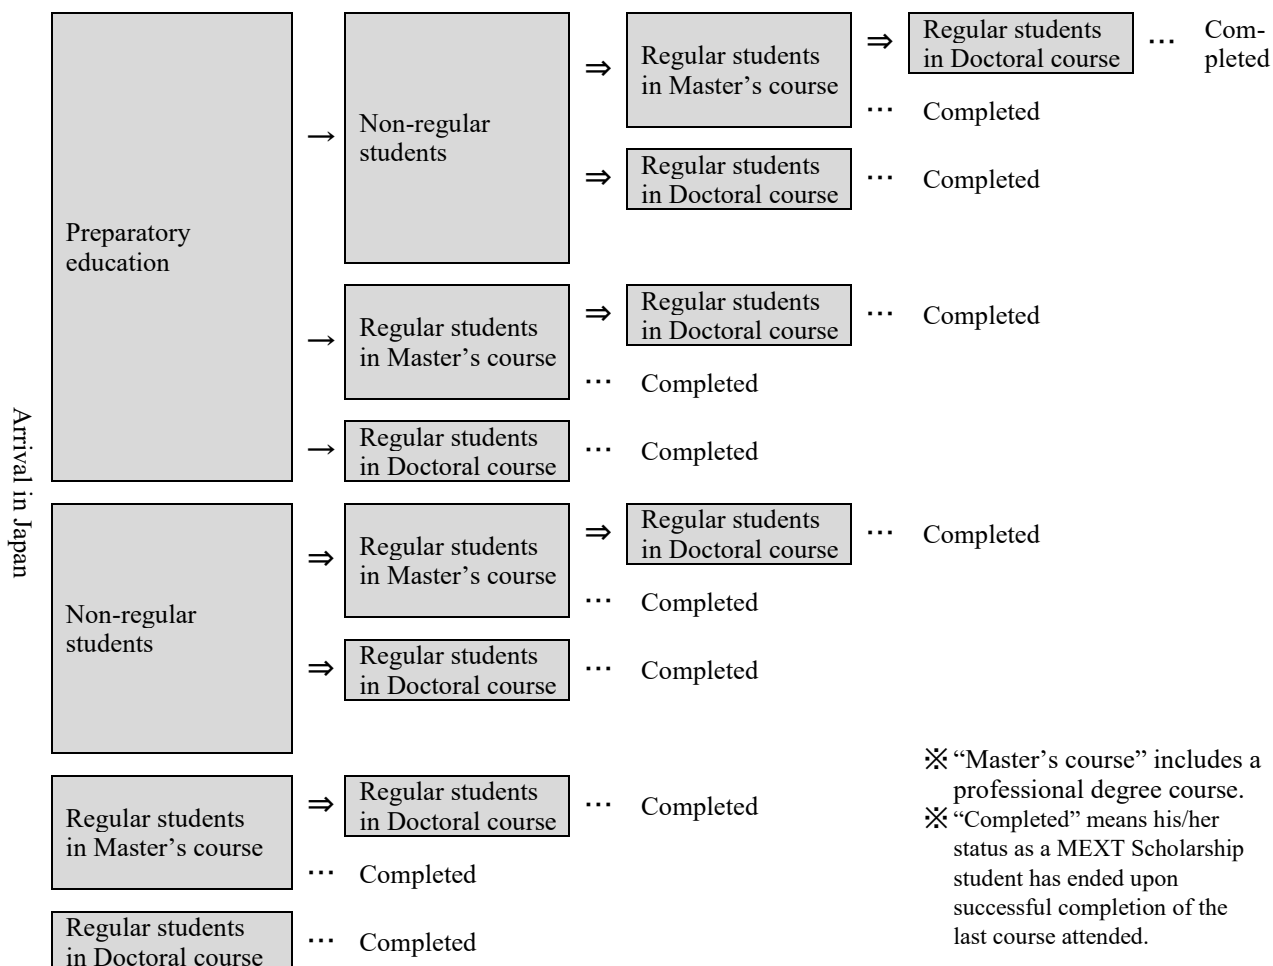 Arrival in Japan
Preparatory
education
→
Non-regular
students
⇒
Regular students
in Master’s course
⇒
Regular students
in Doctoral course
…
Com-
pleted
…
Completed
⇒
Regular students
in Doctoral course
…
Completed
→
Regular students
in Master’s course
⇒
Regular students
in Doctoral course
…
Completed
…
Completed
→
Regular students
in Doctoral course
…
Completed
Non-regular
students
⇒
Regular students
in Master’s course
⇒
Regular students
in Doctoral course
…
Completed
…
Completed
⇒
Regular students
in Doctoral course
…
Completed
Regular students
in Master’s course
⇒
Regular students
in Doctoral course
…
Completed
…
Completed
Regular students
in Doctoral course
…
Completed
※ “Master’s course” includes a
professional degree course.
※ “Completed” means his/her
status as a MEXT Scholarship
student has ended upon
successful completion of the
last course attended.